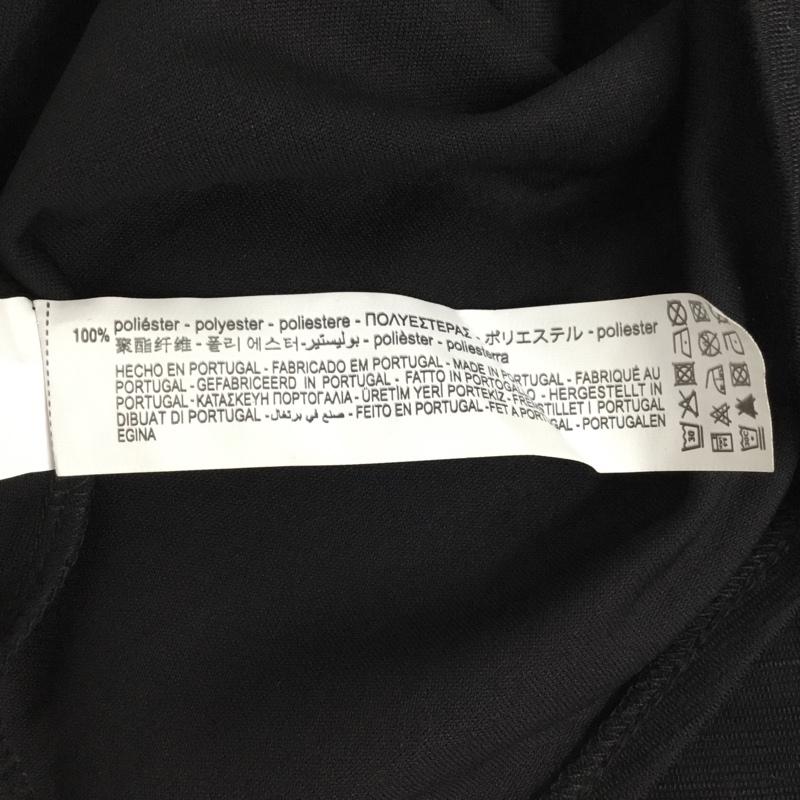 100% poliéster - polyester - poliestere - ΠΟΛΥΕΣΤΕΡΑΣ - ポリエステル - poliester
聚酯纤维 - 폴리 에스터 - بوليستير - polièster - poliesterra
HECHO EN PORTUGAL - FABRICADO EM PORTUGAL - MADE IN PORTUGAL - FABRIQUÉ AU
PORTUGAL - GEFABRICEERD IN PORTUGAL - FATTO IN PORTOGALLO - HERGESTELLT IN
PORTUGAL - ΚΑΤΑΣΚΕΥΗ ΠΟΡΤΟΓΑΛΙΑ - ÜRETİM YERİ PORTEKİZ - FREMSTILLET I PORTUGAL
DIBUAT DI PORTUGAL - صنع في برتغال - FEITO EN PORTUGAL - FET A PORTUGAL - PORTUGALEN
EGINA
30